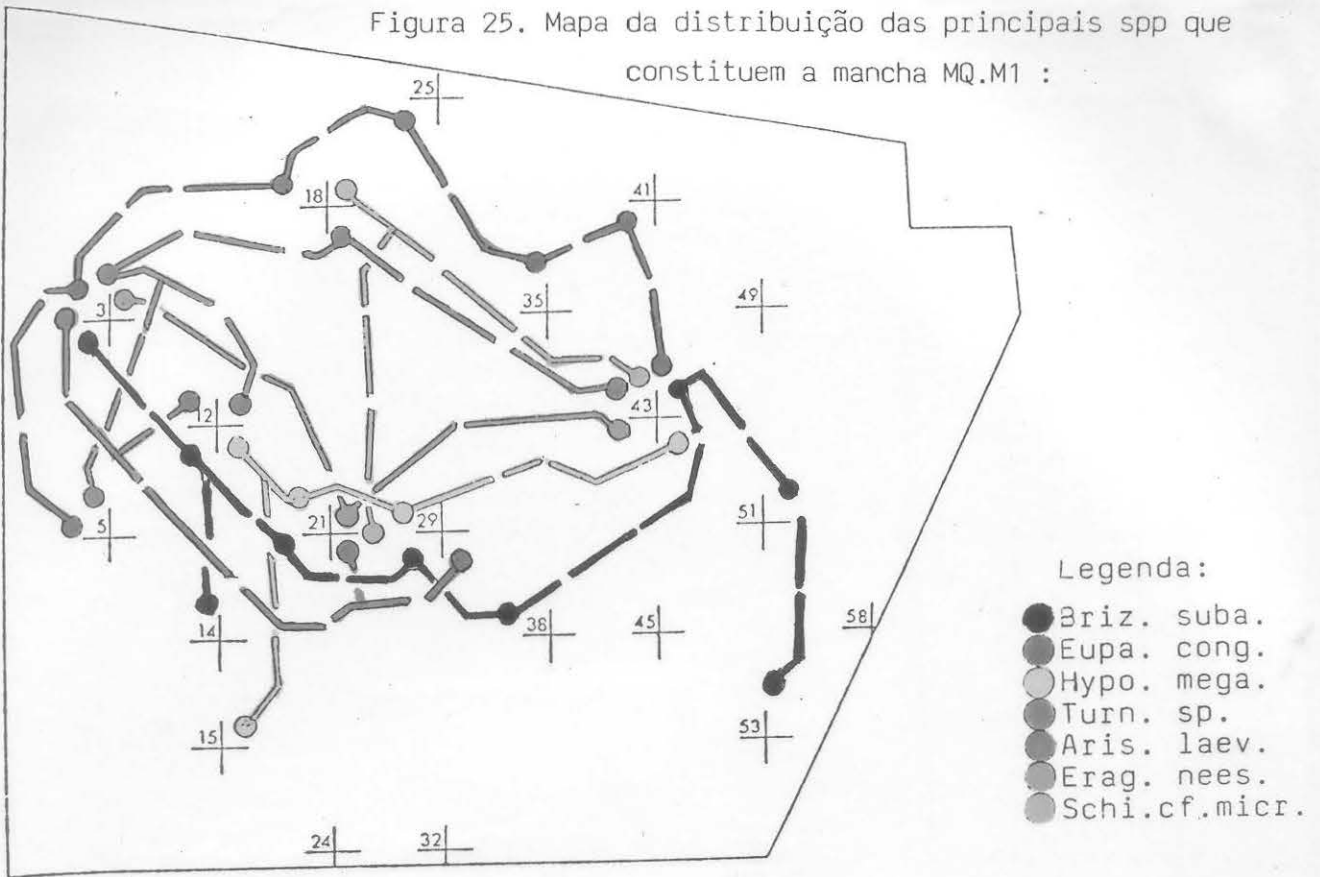 Figura 25. Mapa da distribuição das principais spp que
constituem a mancha MQ.M1 :
25
18
41
3
35
49
12
43
5
21
29
51
14
38
45
58
15
53
24
32
Legenda:
Briz. suba.
Eupa. cong.
Hypo. mega.
Turn. sp.
Aris. laev.
Erag. nees.
Schi.cf.micr.